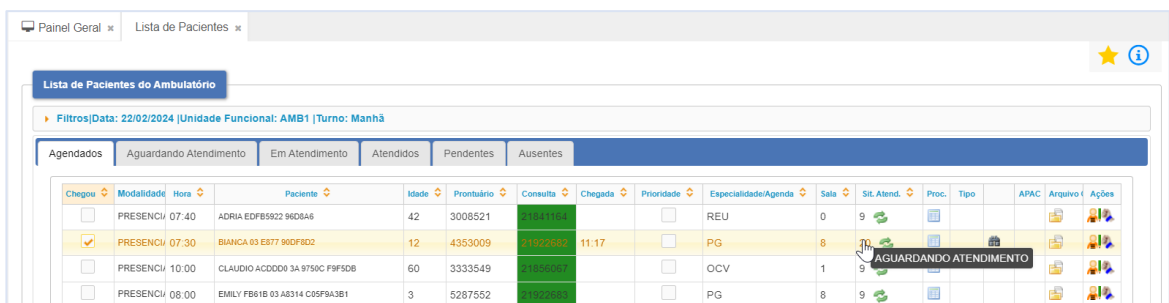 Painel Geral × Lista de Pacientes ×
Lista de Pacientes do Ambulatório
Filtros|Data: 22/02/2024 |Unidade Funcional: AMB1 |Turno: Manhã
Agendados Aguardando Atendimento Em Atendimento Atendidos Pendentes Ausentes
Chegou Modalidade Hora Paciente Idade Prontuário Consulta Chegada Prioridade Especialidade/Agenda Sala Sit. Atend. Proc. Tipo APAC Arquivo Ações
PRESENCI 07:40 ADRIA EDFB5922 96D8A6 42 3008521 21841164 REU 0 9
PRESENCI 07:30 BIANCA 03 E877 90DF8D2 12 4353009 21922682 11:17 PG 8
AGUARDANDO ATENDIMENTO
PRESENCI 10:00 CLAUDIO ACDDD0 3A 9750C F9F5DB 60 3333549 21856067 OCV 1 9
PRESENCI 08:00 EMILY FB61B 03 A8314 C05F9A3B1 3 5287552 21922683 PG 8 9